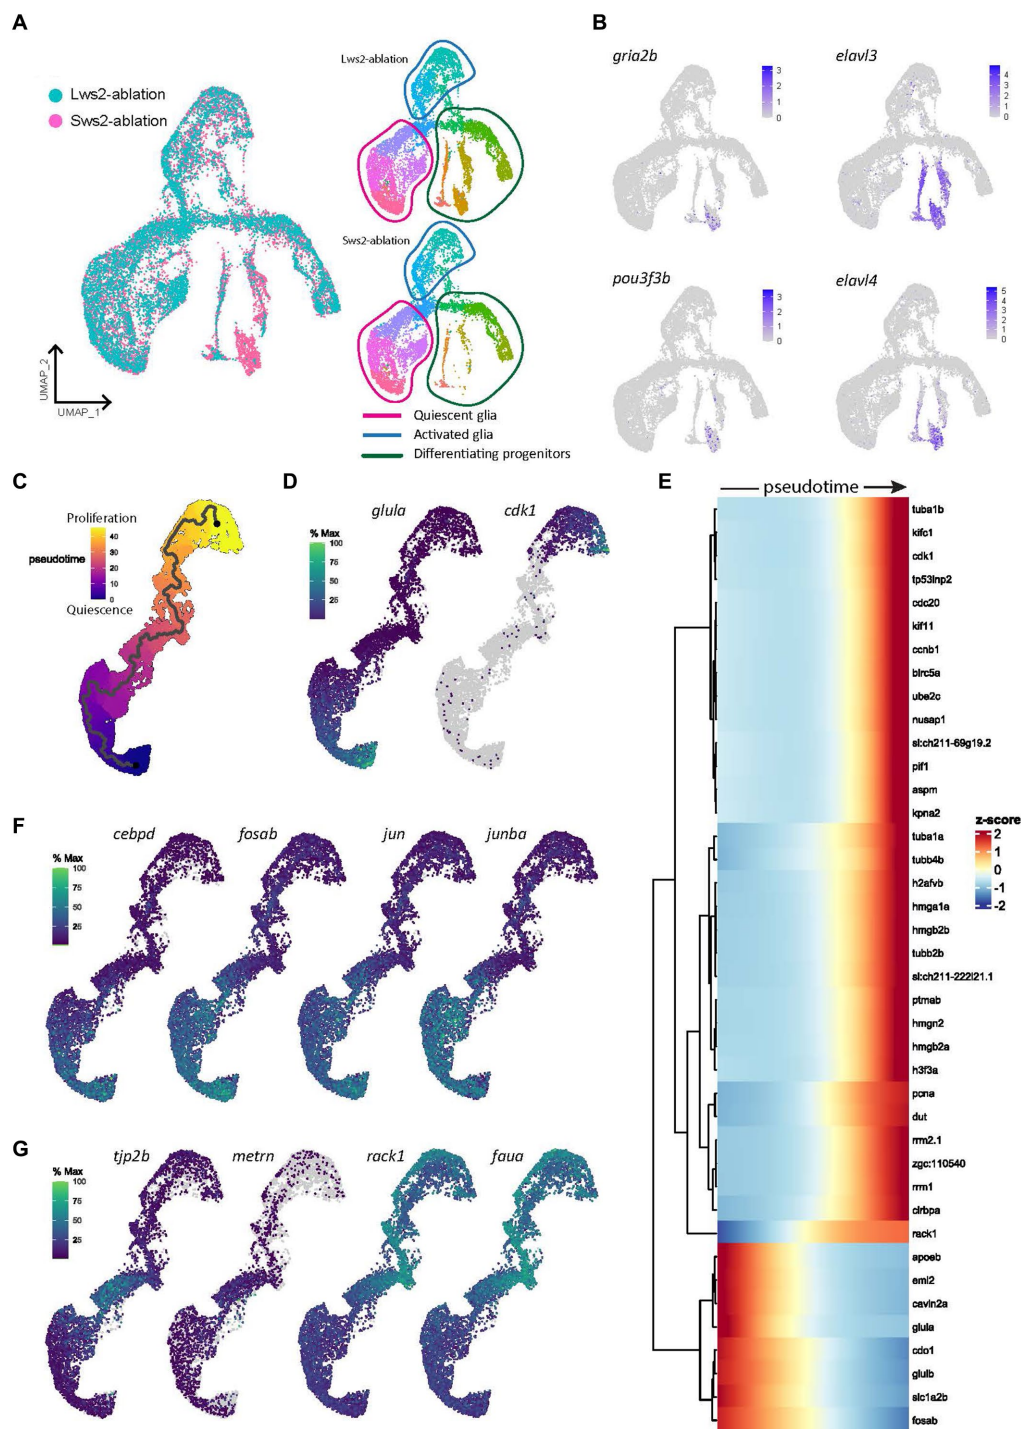 A
Lws2-ablation
Sws2-ablation
UMAP_2
UMAP_1
Lws2-ablation
Sws2-ablation
Quiescent glia
Activated glia
Differentiating progenitors
B
gria2b
3
2
1
0
elavl3
4
3
2
1
0
pou3f3b
3
2
1
0
elavl4
5
4
3
2
1
0
C
Proliferation
pseudotime
40
30
20
10
0
Quiescence
D
% Max
100
75
50
25
glula
cdk1
E
pseudotime
tuba1b
kifc1
cdk1
tp53inp2
cdc20
kif11
ccnb1
birc5a
ube2c
nusap1
si:ch211-69g19.2
pif1
aspm
kpna2
tuba1a
tubb4b
h2afvb
hmga1a
hmgb2b
tubb2b
si:ch211-222l21.1
ptmab
hmgn2
hmgb2a
h3f3a
pcna
dut
rrm2.1
zgc:110540
rrm1
cirbpa
rack1
apoeb
eml2
cavin2a
glula
cdo1
glulb
slc1a2b
fosab
z-score
2
1
0
-1
-2
F
% Max
100
75
50
25
cebpd
fosab
jun
junba
G
% Max
100
75
50
25
tjp2b
metrn
rack1
faua